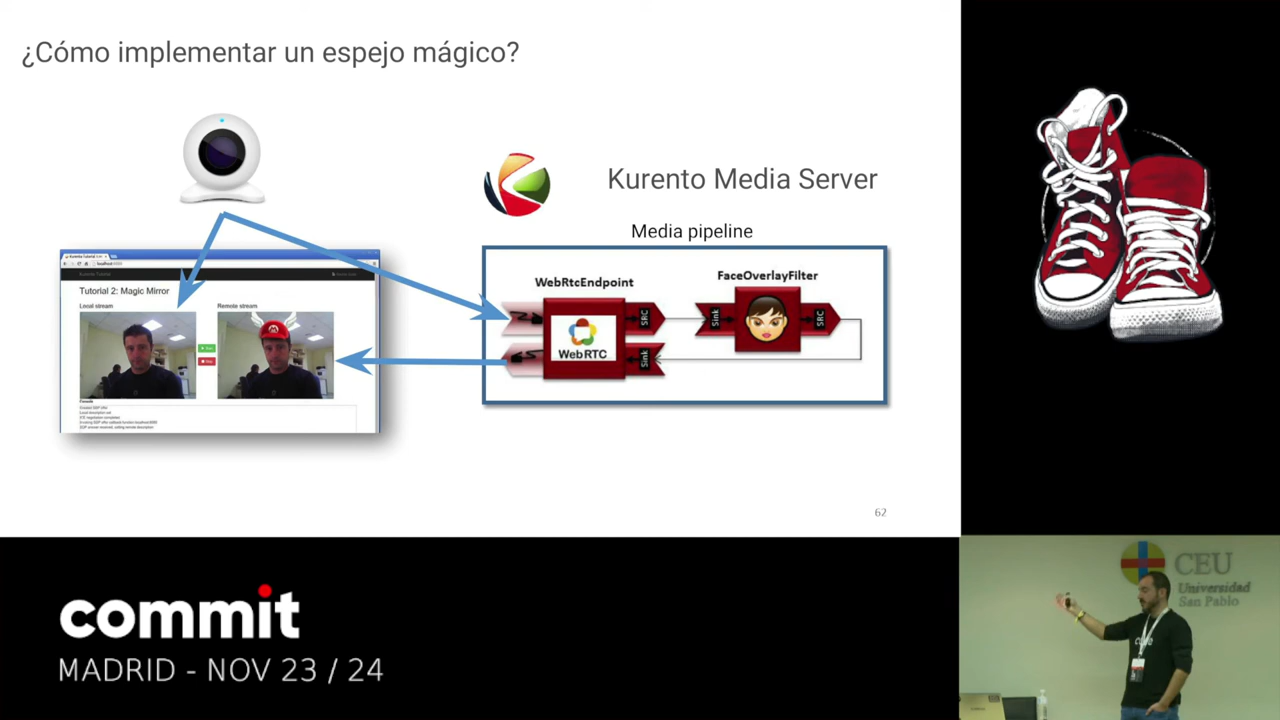 ¿Cómo implementar un espejo mágico?
Kurento Media Server
Media pipeline
WebRtcEndpoint
FaceOverlayFilter
SRC
Sink
SRC
WebRTC
Sink
Tutorial 2: Magic Mirror
Local stream
Remote stream
Console
62
commit
MADRID - NOV 23 / 24
CEU
Universidad
San Pablo